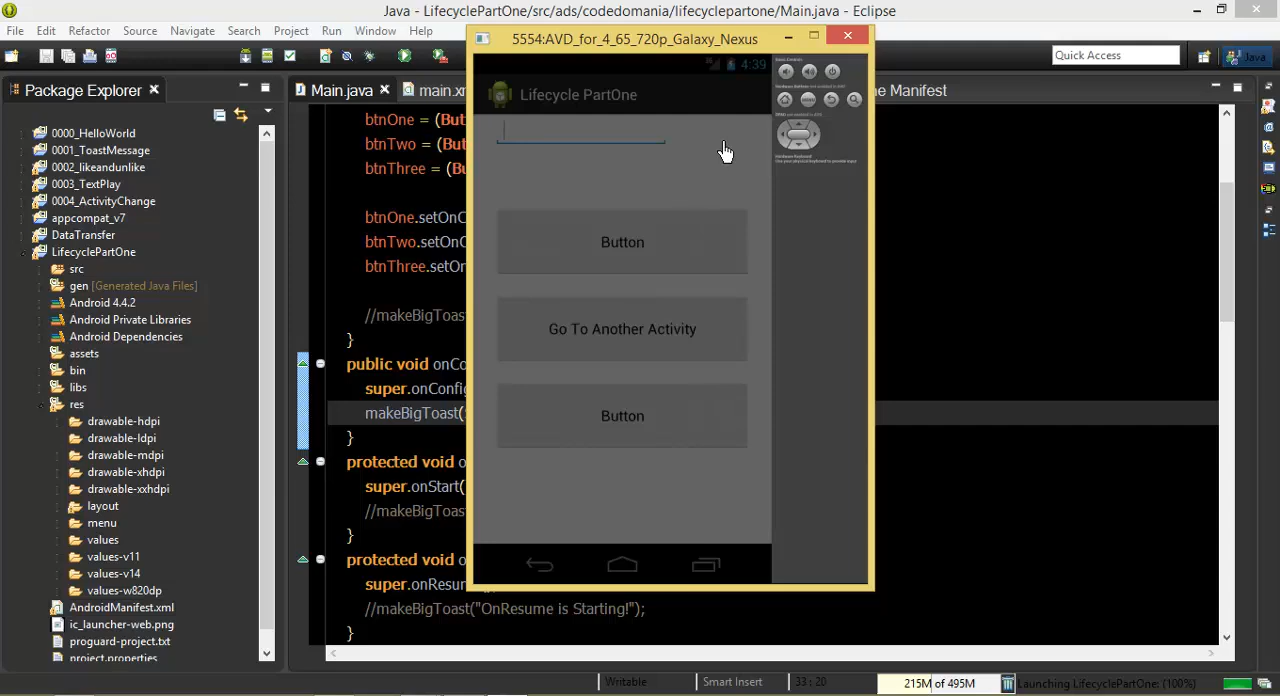 Java - LifecyclePartOne/src/ads/codedomania/lifecyclepartone/Main.java - Eclipse
File Edit Refactor Source Navigate Search Project Run Window Help
Quick Access
Java
Package Explorer
0000_HelloWorld
0001_ToastMessage
0002_likeandunlike
0003_TextPlay
0004_ActivityChange
appcompat_v7
DataTransfer
LifecyclePartOne
src
gen [Generated Java Files]
Android 4.4.2
Android Private Libraries
Android Dependencies
assets
bin
libs
res
drawable-hdpi
drawable-ldpi
drawable-mdpi
drawable-xhdpi
drawable-xxhdpi
layout
menu
values
values-v11
values-v14
values-w820dp
AndroidManifest.xml
ic_launcher-web.png
proguard-project.txt
project.properties
Main.java
main.xm
Manifest
btnOne = (But
btnTwo = (Bu
btnThree = (B
btnOne.setOnC
btnTwo.setOnC
btnThree.setOn
//makeBigToast
}
public void onCo
super.onConfig
makeBigToast(
}
protected void o
super.onStart(
//makeBigToast
}
protected void o
super.onResum
//makeBigToast("OnResume is Starting!");
}
5554:AVD_for_4_65_720p_Galaxy_Nexus
4:39
Lifecycle PartOne
Button
Go To Another Activity
Button
Writable
Smart Insert
33 : 20
215M of 495M
Launching LifecyclePartOne: (100%)